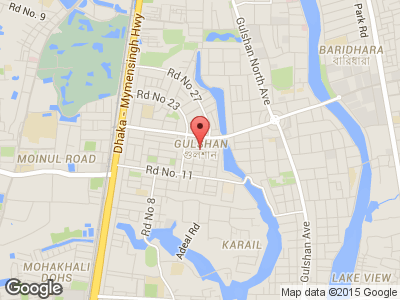 Rd No. 9
Dhaka - Mymensingh Hwy
Gulshan North Ave
Park Rd
BARIDHARA
বারিধারা
Rd No. 27
Rd No 23
GULSHAN
গুলশান
MOINUL ROAD
Rd No. 11
Rd No 8
Adeal Rd
KARAIL
Gulshan Ave
MOHAKHALI
DOHS
LAKE VIEW
Google
Map data ©2015 Google